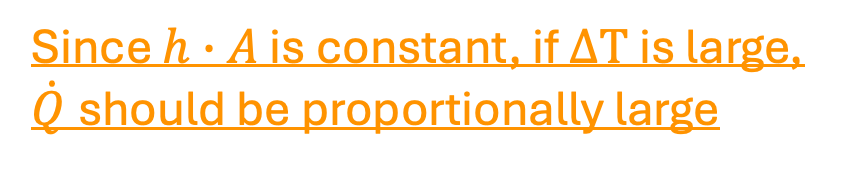 Since h · A is constant, if ΔT is large,
Q̇ should be proportionally large